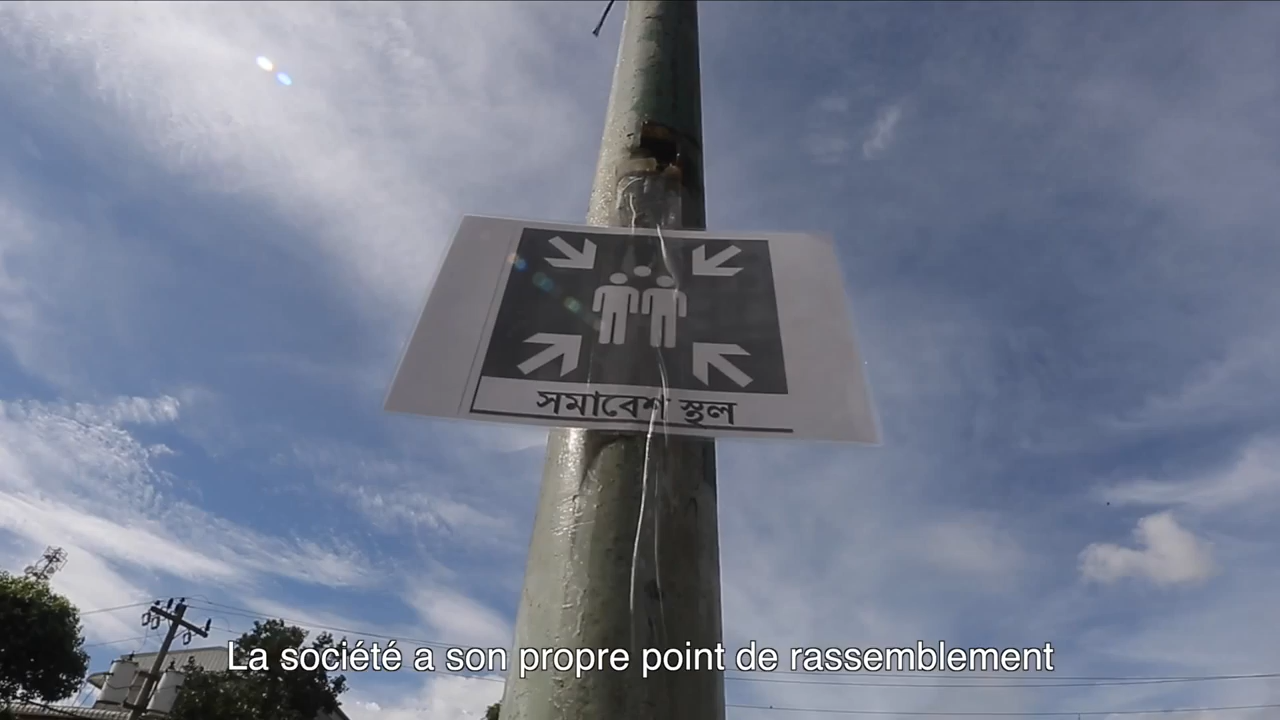 সমাবেশ স্থল
La société a son propre point de rassemblement